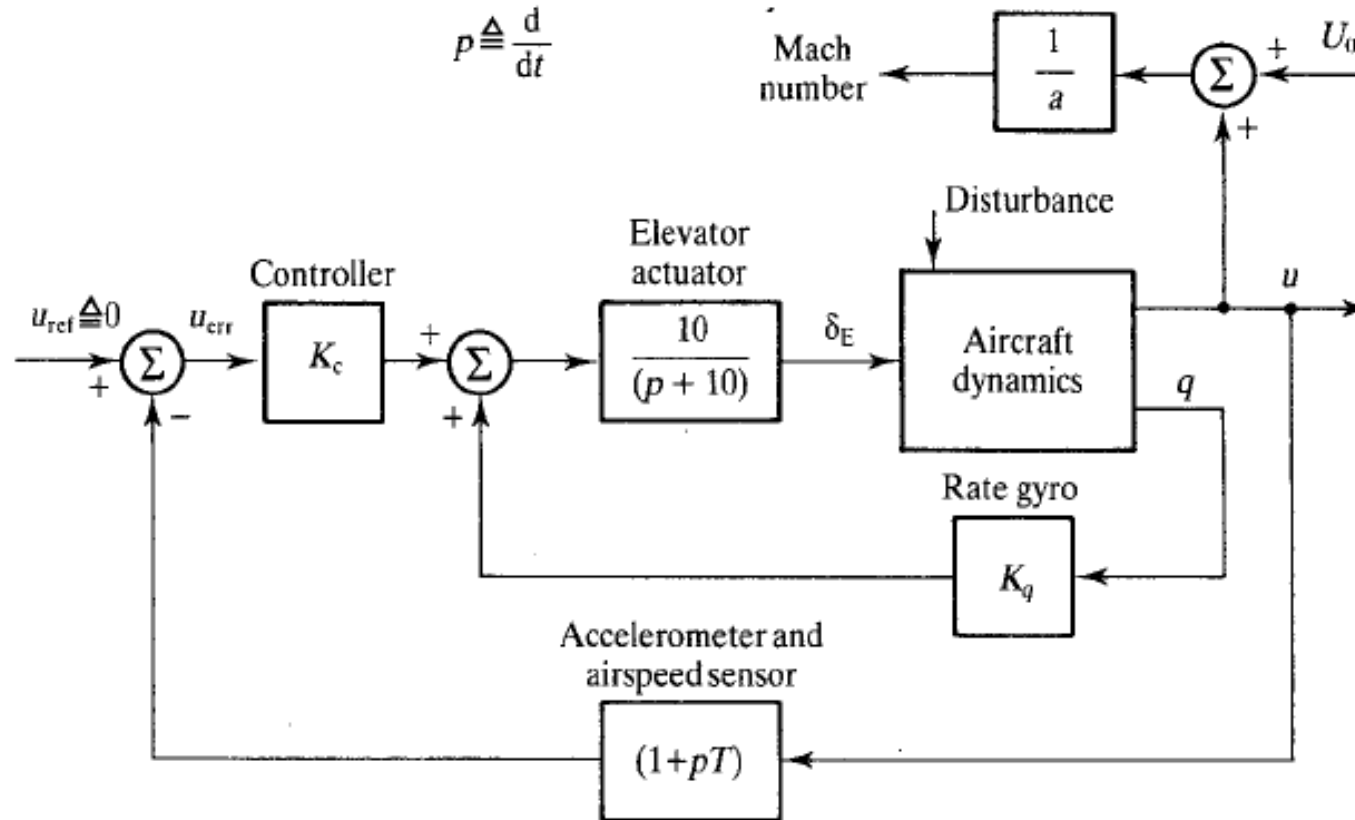 p ≜ d/dt
Mach
number
1/a
Σ
+
U₀
+
Disturbance
Elevator
actuator
Controller
u_ref ≜ 0
u_err
+
Σ
−
K_c
+
Σ
+
10/(p + 10)
δ_E
Aircraft
dynamics
u
q
Rate gyro
K_q
Accelerometer and
airspeed sensor
(1+pT)